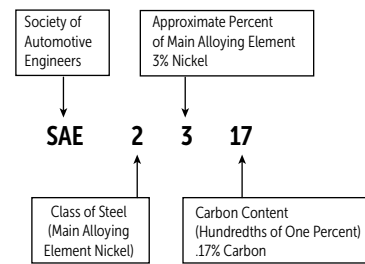 Society of
Automotive
Engineers
Approximate Percent
of Main Alloying Element
3% Nickel
SAE 2 3 17
Class of Steel
(Main Alloying
Element Nickel)
Carbon Content
(Hundredths of One Percent)
.17% Carbon